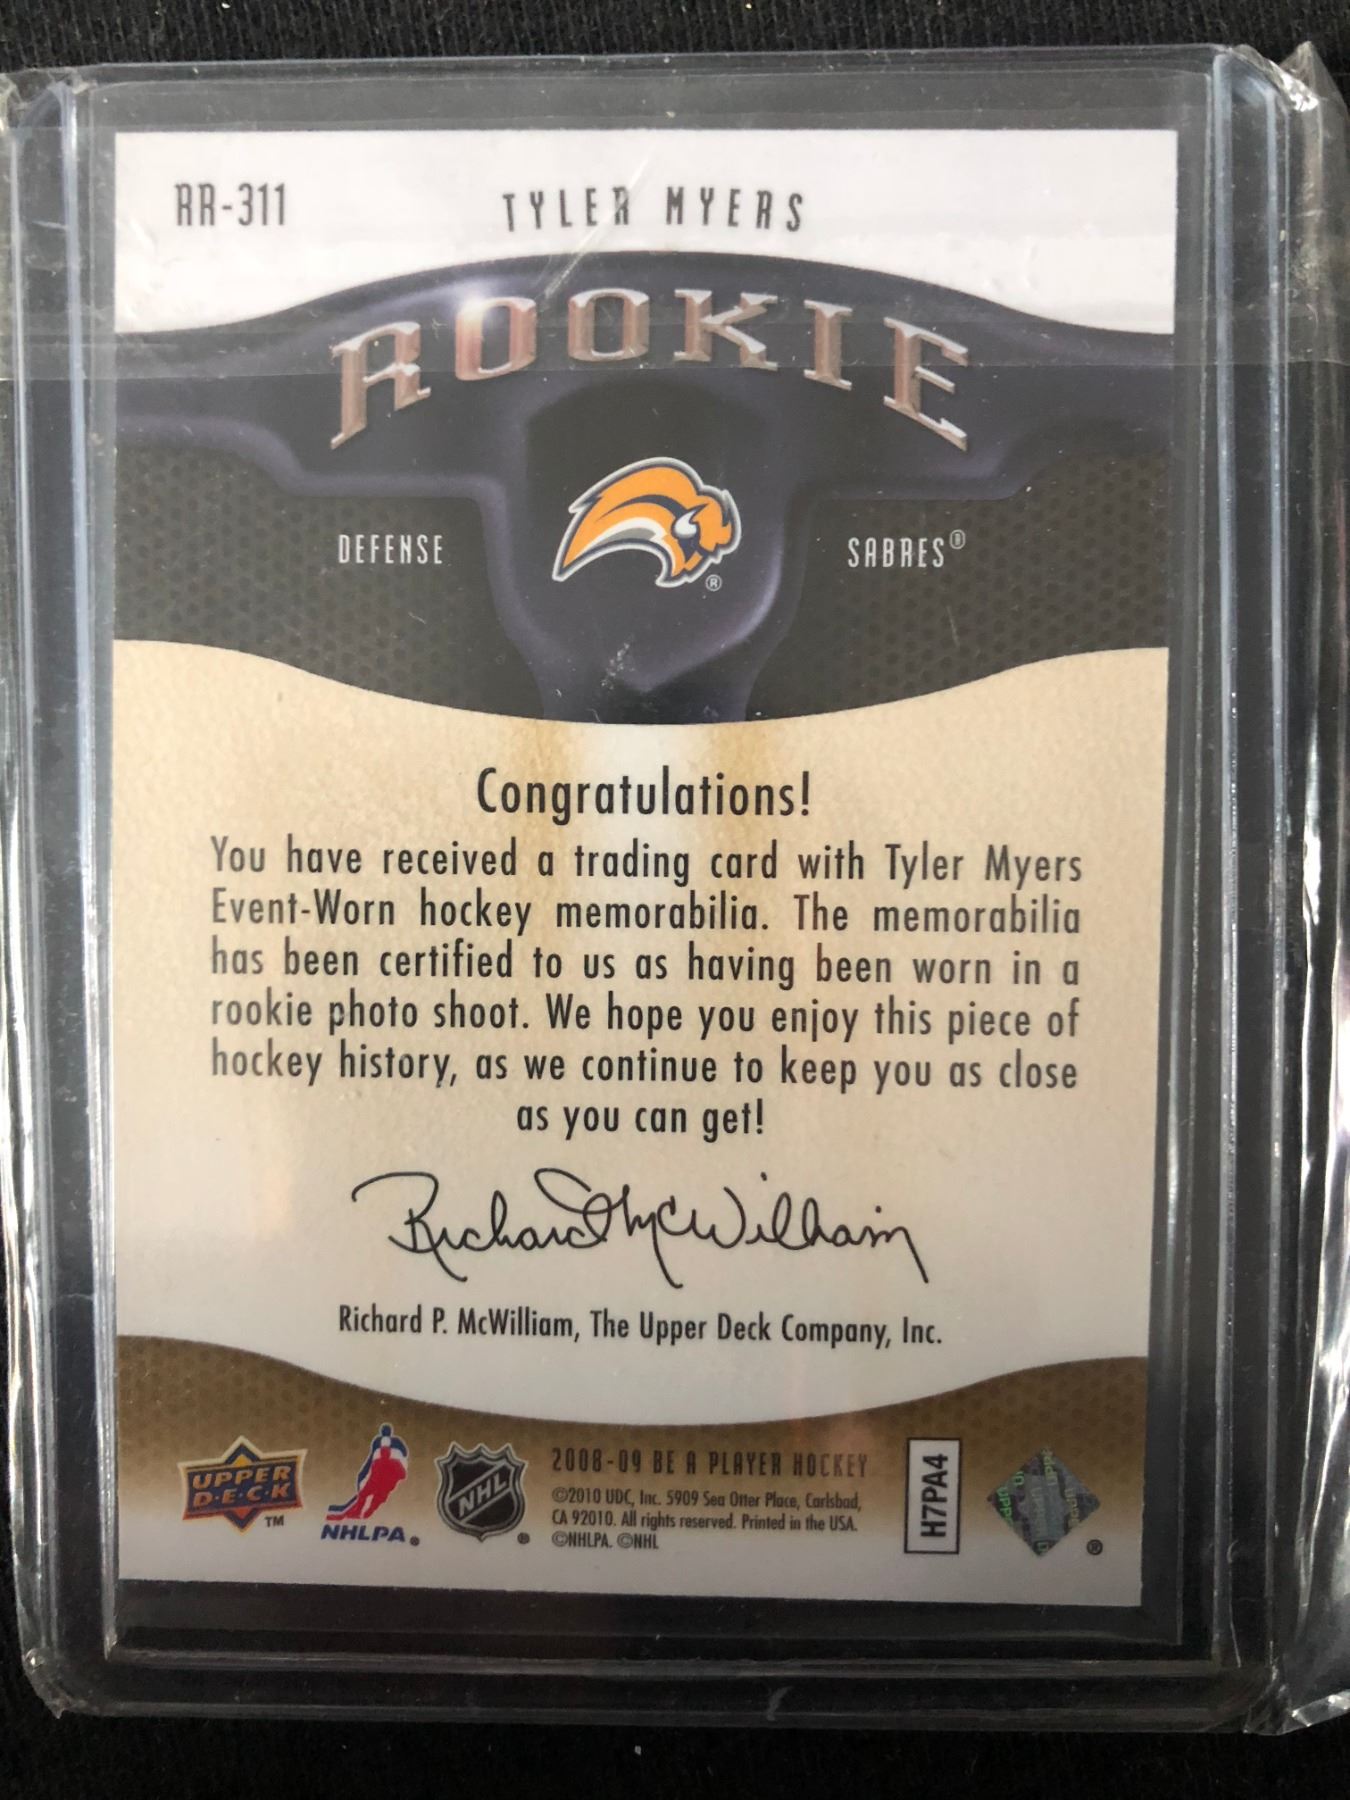 RR-311 TYLER MYERS
ROOKIE
DEFENSE SABRES®
®
Congratulations!
You have received a trading card with Tyler Myers
Event-Worn hockey memorabilia. The memorabilia
has been certified to us as having been worn in a
rookie photo shoot. We hope you enjoy this piece of
hockey history, as we continue to keep you as close
as you can get!
Richard McWilliam
Richard P. McWilliam, The Upper Deck Company, Inc.
UPPER
D·E·C·K
TM
NHLPA®
NHL
®
2008-09 BE A PLAYER HOCKEY
©2010 UDC, Inc. 5909 Sea Otter Place, Carlsbad,
CA 92010. All rights reserved. Printed in the USA.
©NHLPA. ©NHL
H7PA4
®